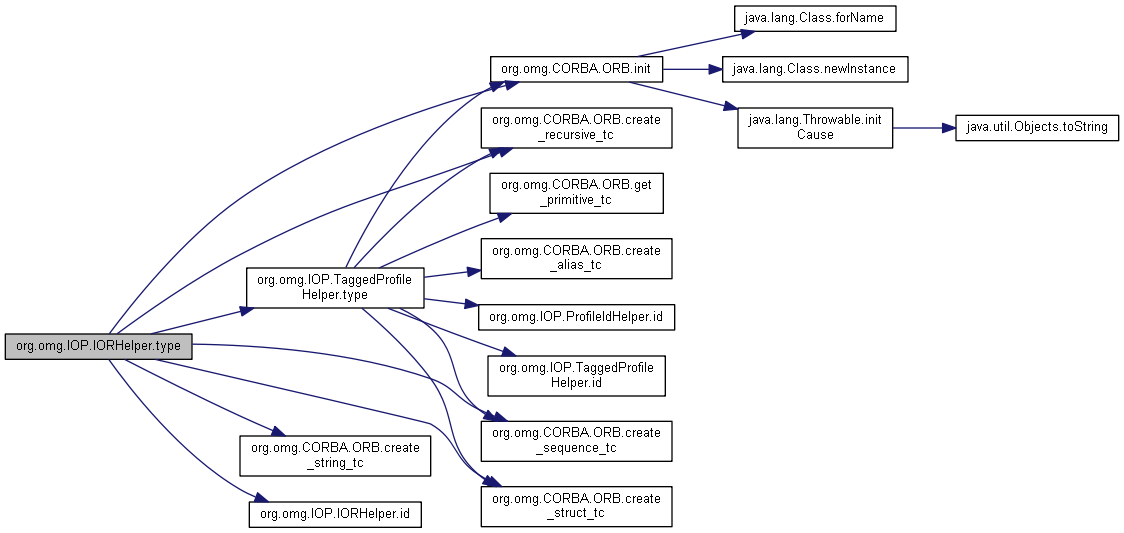 java.lang.Class.forName
org.omg.CORBA.ORB.init
java.lang.Class.newInstance
org.omg.CORBA.ORB.create
_recursive_tc
java.lang.Throwable.init
Cause
java.util.Objects.toString
org.omg.CORBA.ORB.get
_primitive_tc
org.omg.CORBA.ORB.create
_alias_tc
org.omg.IOP.TaggedProfile
Helper.type
org.omg.IOP.ProfileIdHelper.id
org.omg.IOP.IORHelper.type
org.omg.IOP.TaggedProfile
Helper.id
org.omg.CORBA.ORB.create
_sequence_tc
org.omg.CORBA.ORB.create
_string_tc
org.omg.CORBA.ORB.create
_struct_tc
org.omg.IOP.IORHelper.id